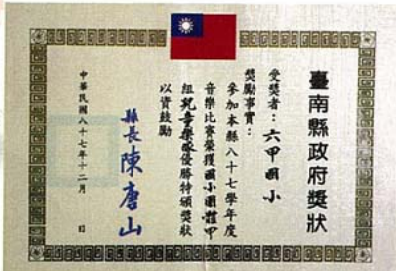 臺南縣政府獎狀
受獎者：六甲國小
獎勵事實：
參加本縣八十七學年度
音樂比賽榮獲國小團體甲
組兒童樂隊優勝特頒獎狀
以資鼓勵
縣長陳唐山
中華民國八十七年十二月 日